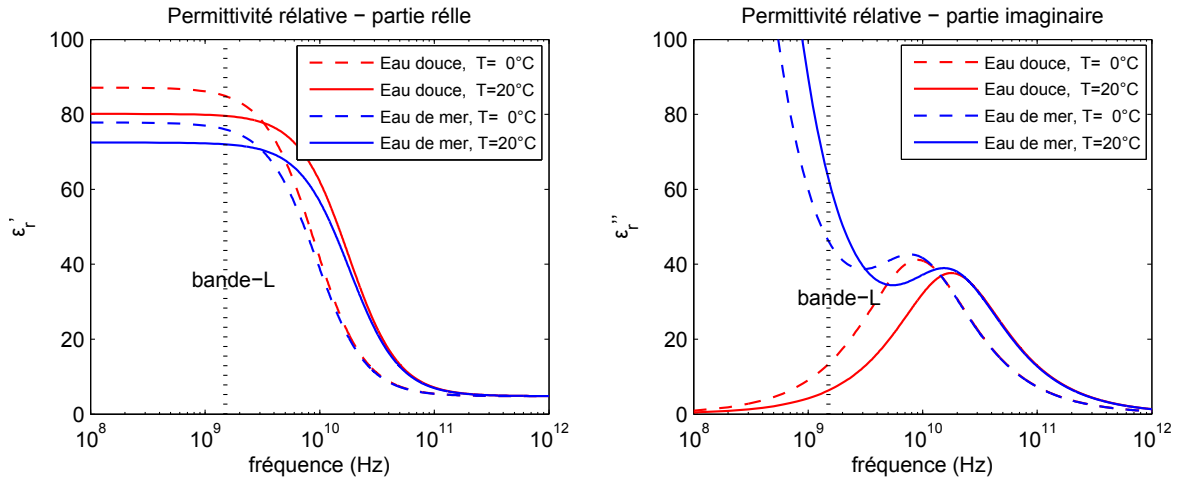 Permittivité rélative − partie rélle
100
80
60
40
20
0
ε_r'
Eau douce, T= 0°C
Eau douce, T=20°C
Eau de mer, T= 0°C
Eau de mer, T=20°C
bande−L
10^8 10^9 10^10 10^11 10^12
fréquence (Hz)
Permittivité rélative − partie imaginaire
100
80
60
40
20
0
ε_r''
Eau douce, T= 0°C
Eau douce, T=20°C
Eau de mer, T= 0°C
Eau de mer, T=20°C
bande−L
10^8 10^9 10^10 10^11 10^12
fréquence (Hz)